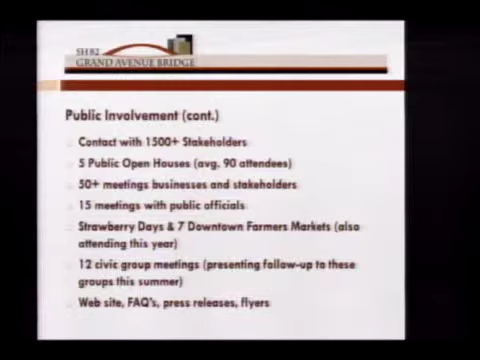 SH 82
GRAND AVENUE BRIDGE
Public Involvement (cont.)
Contact with 1500+ Stakeholders
5 Public Open Houses (avg. 90 attendees)
50+ meetings businesses and stakeholders
15 meetings with public officials
Strawberry Days & 7 Downtown Farmers Markets (also
attending this year)
12 civic group meetings (presenting follow-up to these
groups this summer)
Web site, FAQ's, press releases, flyers